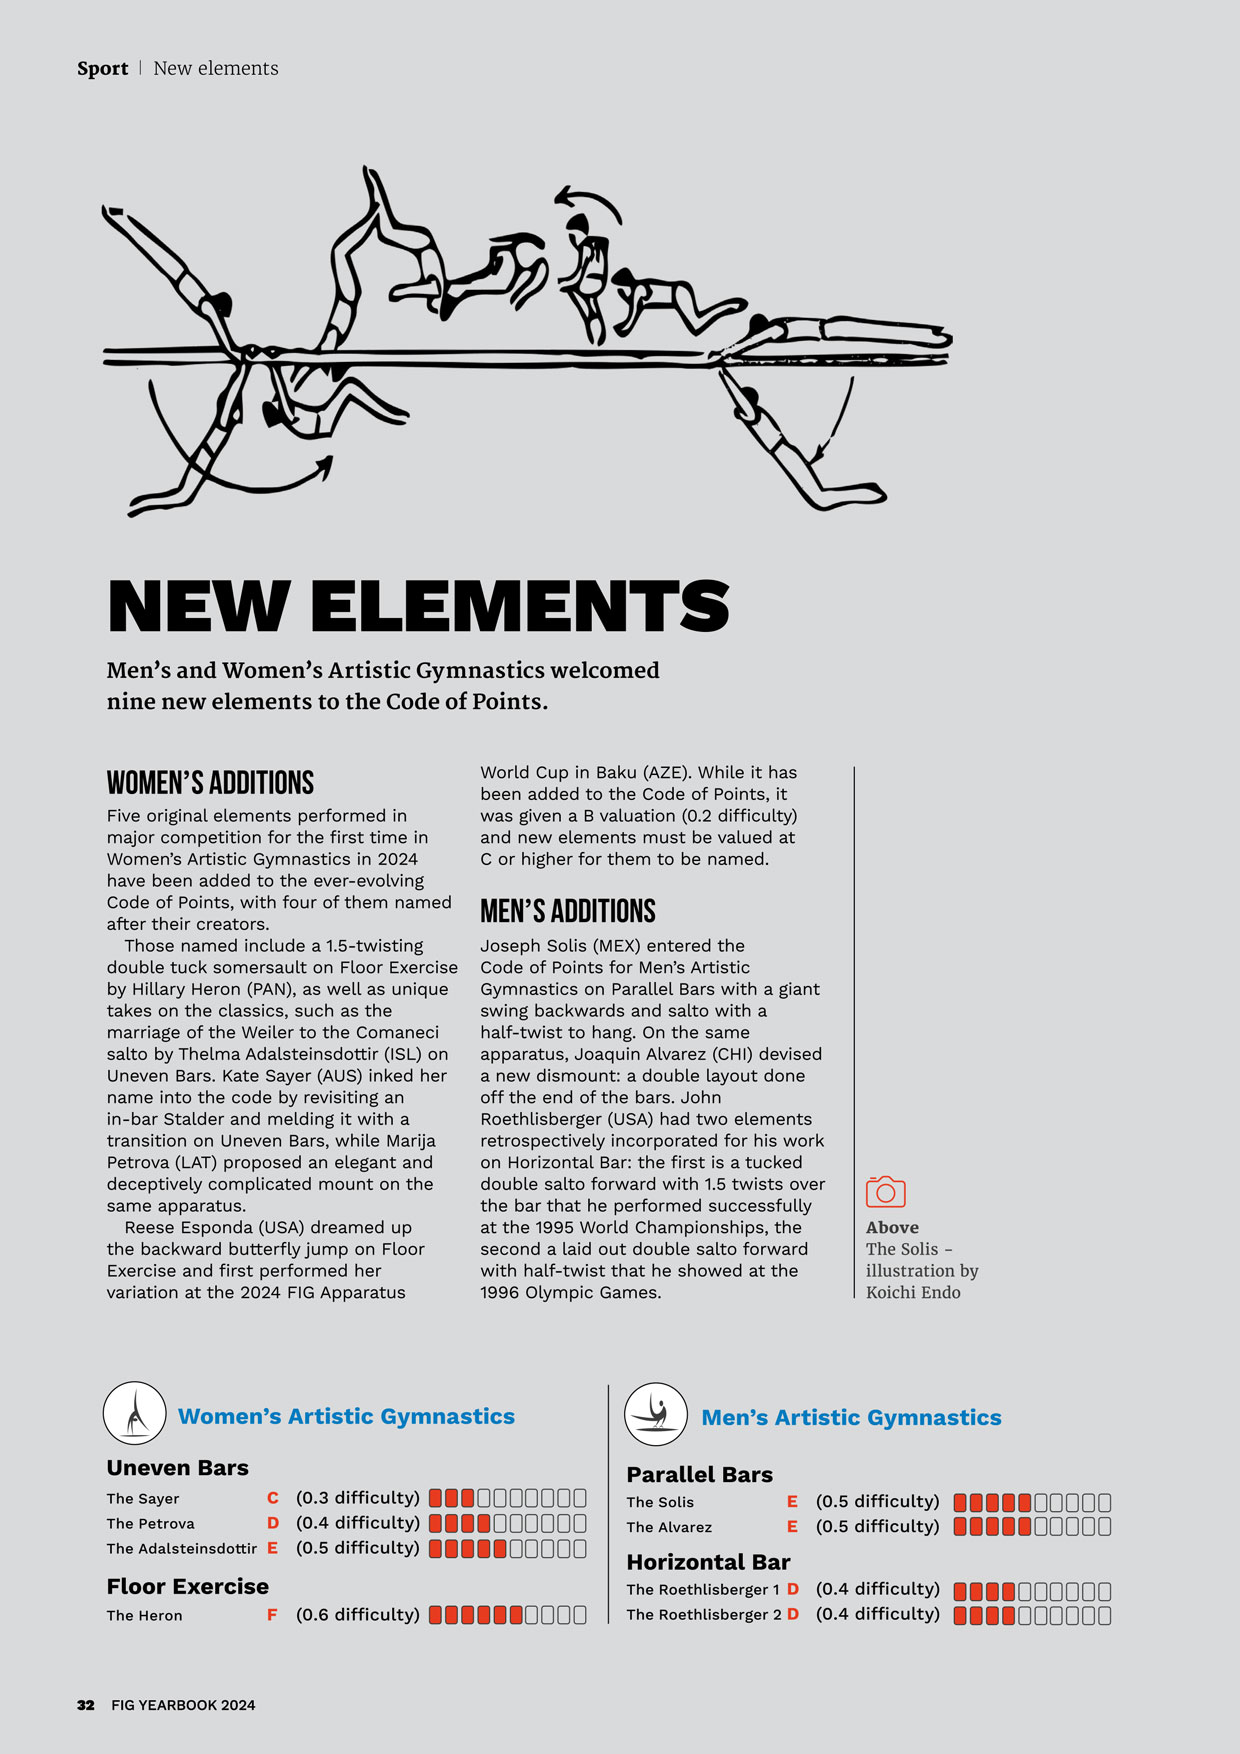 Sport | New elements
NEW ELEMENTS
Men’s and Women’s Artistic Gymnastics welcomed
nine new elements to the Code of Points.
WOMEN’S ADDITIONS
Five original elements performed in
major competition for the first time in
Women’s Artistic Gymnastics in 2024
have been added to the ever-evolving
Code of Points, with four of them named
after their creators.
Those named include a 1.5-twisting
double tuck somersault on Floor Exercise
by Hillary Heron (PAN), as well as unique
takes on the classics, such as the
marriage of the Weiler to the Comaneci
salto by Thelma Adalsteinsdottir (ISL) on
Uneven Bars. Kate Sayer (AUS) inked her
name into the code by revisiting an
in-bar Stalder and melding it with a
transition on Uneven Bars, while Marija
Petrova (LAT) proposed an elegant and
deceptively complicated mount on the
same apparatus.
Reese Esponda (USA) dreamed up
the backward butterfly jump on Floor
Exercise and first performed her
variation at the 2024 FIG Apparatus
World Cup in Baku (AZE). While it has
been added to the Code of Points, it
was given a B valuation (0.2 difficulty)
and new elements must be valued at
C or higher for them to be named.
MEN’S ADDITIONS
Joseph Solis (MEX) entered the
Code of Points for Men’s Artistic
Gymnastics on Parallel Bars with a giant
swing backwards and salto with a
half-twist to hang. On the same
apparatus, Joaquin Alvarez (CHI) devised
a new dismount: a double layout done
off the end of the bars. John
Roethlisberger (USA) had two elements
retrospectively incorporated for his work
on Horizontal Bar: the first is a tucked
double salto forward with 1.5 twists over
the bar that he performed successfully
at the 1995 World Championships, the
second a laid out double salto forward
with half-twist that he showed at the
1996 Olympic Games.
Above
The Solis –
illustration by
Koichi Endo
Women’s Artistic Gymnastics
Uneven Bars
The Sayer C (0.3 difficulty)
The Petrova D (0.4 difficulty)
The Adalsteinsdottir E (0.5 difficulty)
Floor Exercise
The Heron F (0.6 difficulty)
Men’s Artistic Gymnastics
Parallel Bars
The Solis E (0.5 difficulty)
The Alvarez E (0.5 difficulty)
Horizontal Bar
The Roethlisberger 1 D (0.4 difficulty)
The Roethlisberger 2 D (0.4 difficulty)
32 FIG YEARBOOK 2024